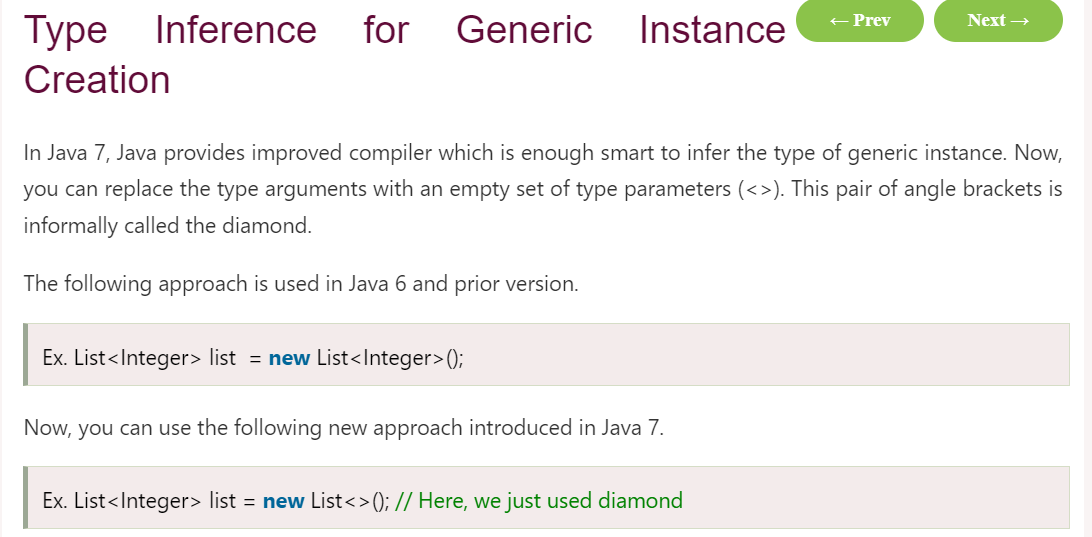 Type Inference for Generic Instance
Creation
← Prev
Next →
In Java 7, Java provides improved compiler which is enough smart to infer the type of generic instance. Now,
you can replace the type arguments with an empty set of type parameters (<>). This pair of angle brackets is
informally called the diamond.
The following approach is used in Java 6 and prior version.
Ex. List<Integer> list  = new List<Integer>();
Now, you can use the following new approach introduced in Java 7.
Ex. List<Integer> list = new List<>(); // Here, we just used diamond